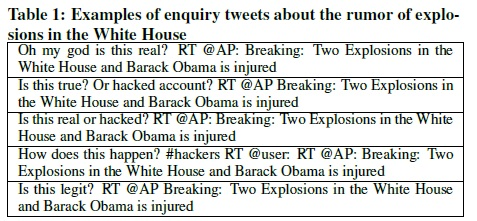 Table 1: Examples of enquiry tweets about the rumor of explo-
sions in the White House
Oh my god is this real? RT @AP: Breaking: Two Explosions in the
White House and Barack Obama is injured
Is this true? Or hacked account? RT @AP Breaking: Two Explosions in
the White House and Barack Obama is injured
Is this real or hacked? RT @AP: Breaking: Two Explosions in the White
House and Barack Obama is injured
How does this happen? #hackers RT @user: RT @AP: Breaking: Two
Explosions in the White House and Barack Obama is injured
Is this legit? RT @AP Breaking: Two Explosions in the White House
and Barack Obama is injured